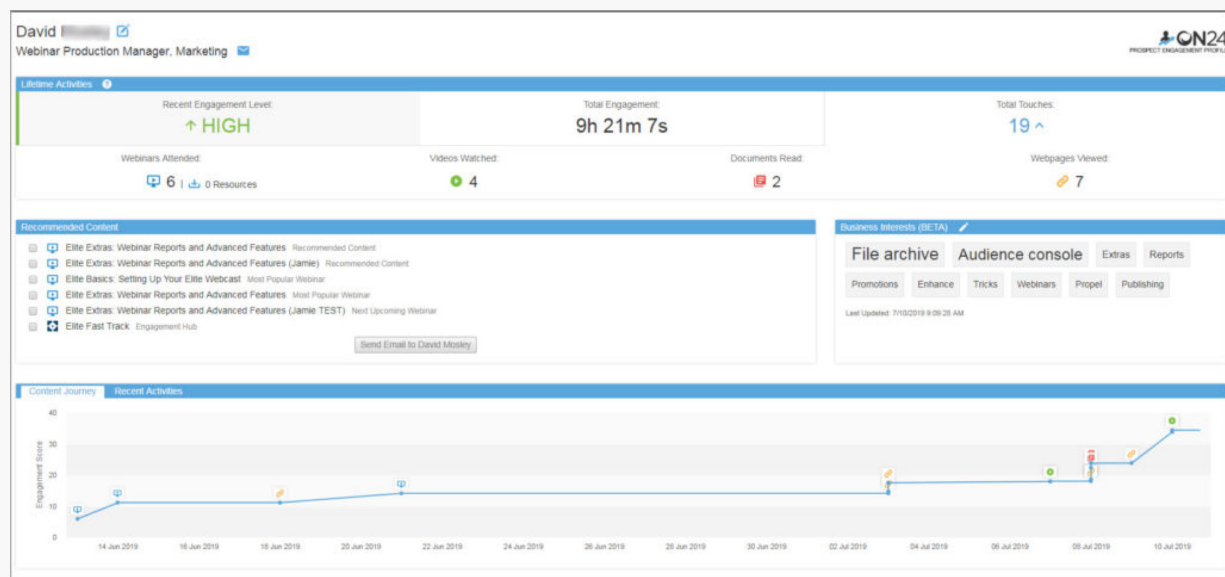 David
Webinar Production Manager, Marketing
ON24
PROSPECT ENGAGEMENT PROFILE
Lifetime Activities ?
Recent Engagement Level:
HIGH
Total Engagement:
9h 21m 7s
Total Touches:
19
Webinars Attended:
6 | 0 Resources
Videos Watched:
4
Documents Read:
2
Webpages Viewed:
7
Recommended Content
Elite Extras: Webinar Reports and Advanced Features Recommended Content
Elite Extras: Webinar Reports and Advanced Features (Jamie) Recommended Content
Elite Basics: Setting Up Your Elite Webcast Most Popular Webinar
Elite Extras: Webinar Reports and Advanced Features Most Popular Webinar
Elite Extras: Webinar Reports and Advanced Features (Jamie TEST) Next Upcoming Webinar
Elite Fast Track Engagement Hub
Send Email to David Mosley
Business Interests (BETA)
File archive Audience console Extras Reports
Promotions Enhance Tricks Webinars Propel Publishing
Last Updated: 7/10/2019 9:09:28 AM
Content Journey Recent Activities
Engagement Score
40
30
20
10
0
14 Jun 2019 16 Jun 2019 18 Jun 2019 20 Jun 2019 22 Jun 2019 24 Jun 2019 26 Jun 2019 28 Jun 2019 30 Jun 2019 02 Jul 2019 04 Jul 2019 06 Jul 2019 08 Jul 2019 10 Jul 2019